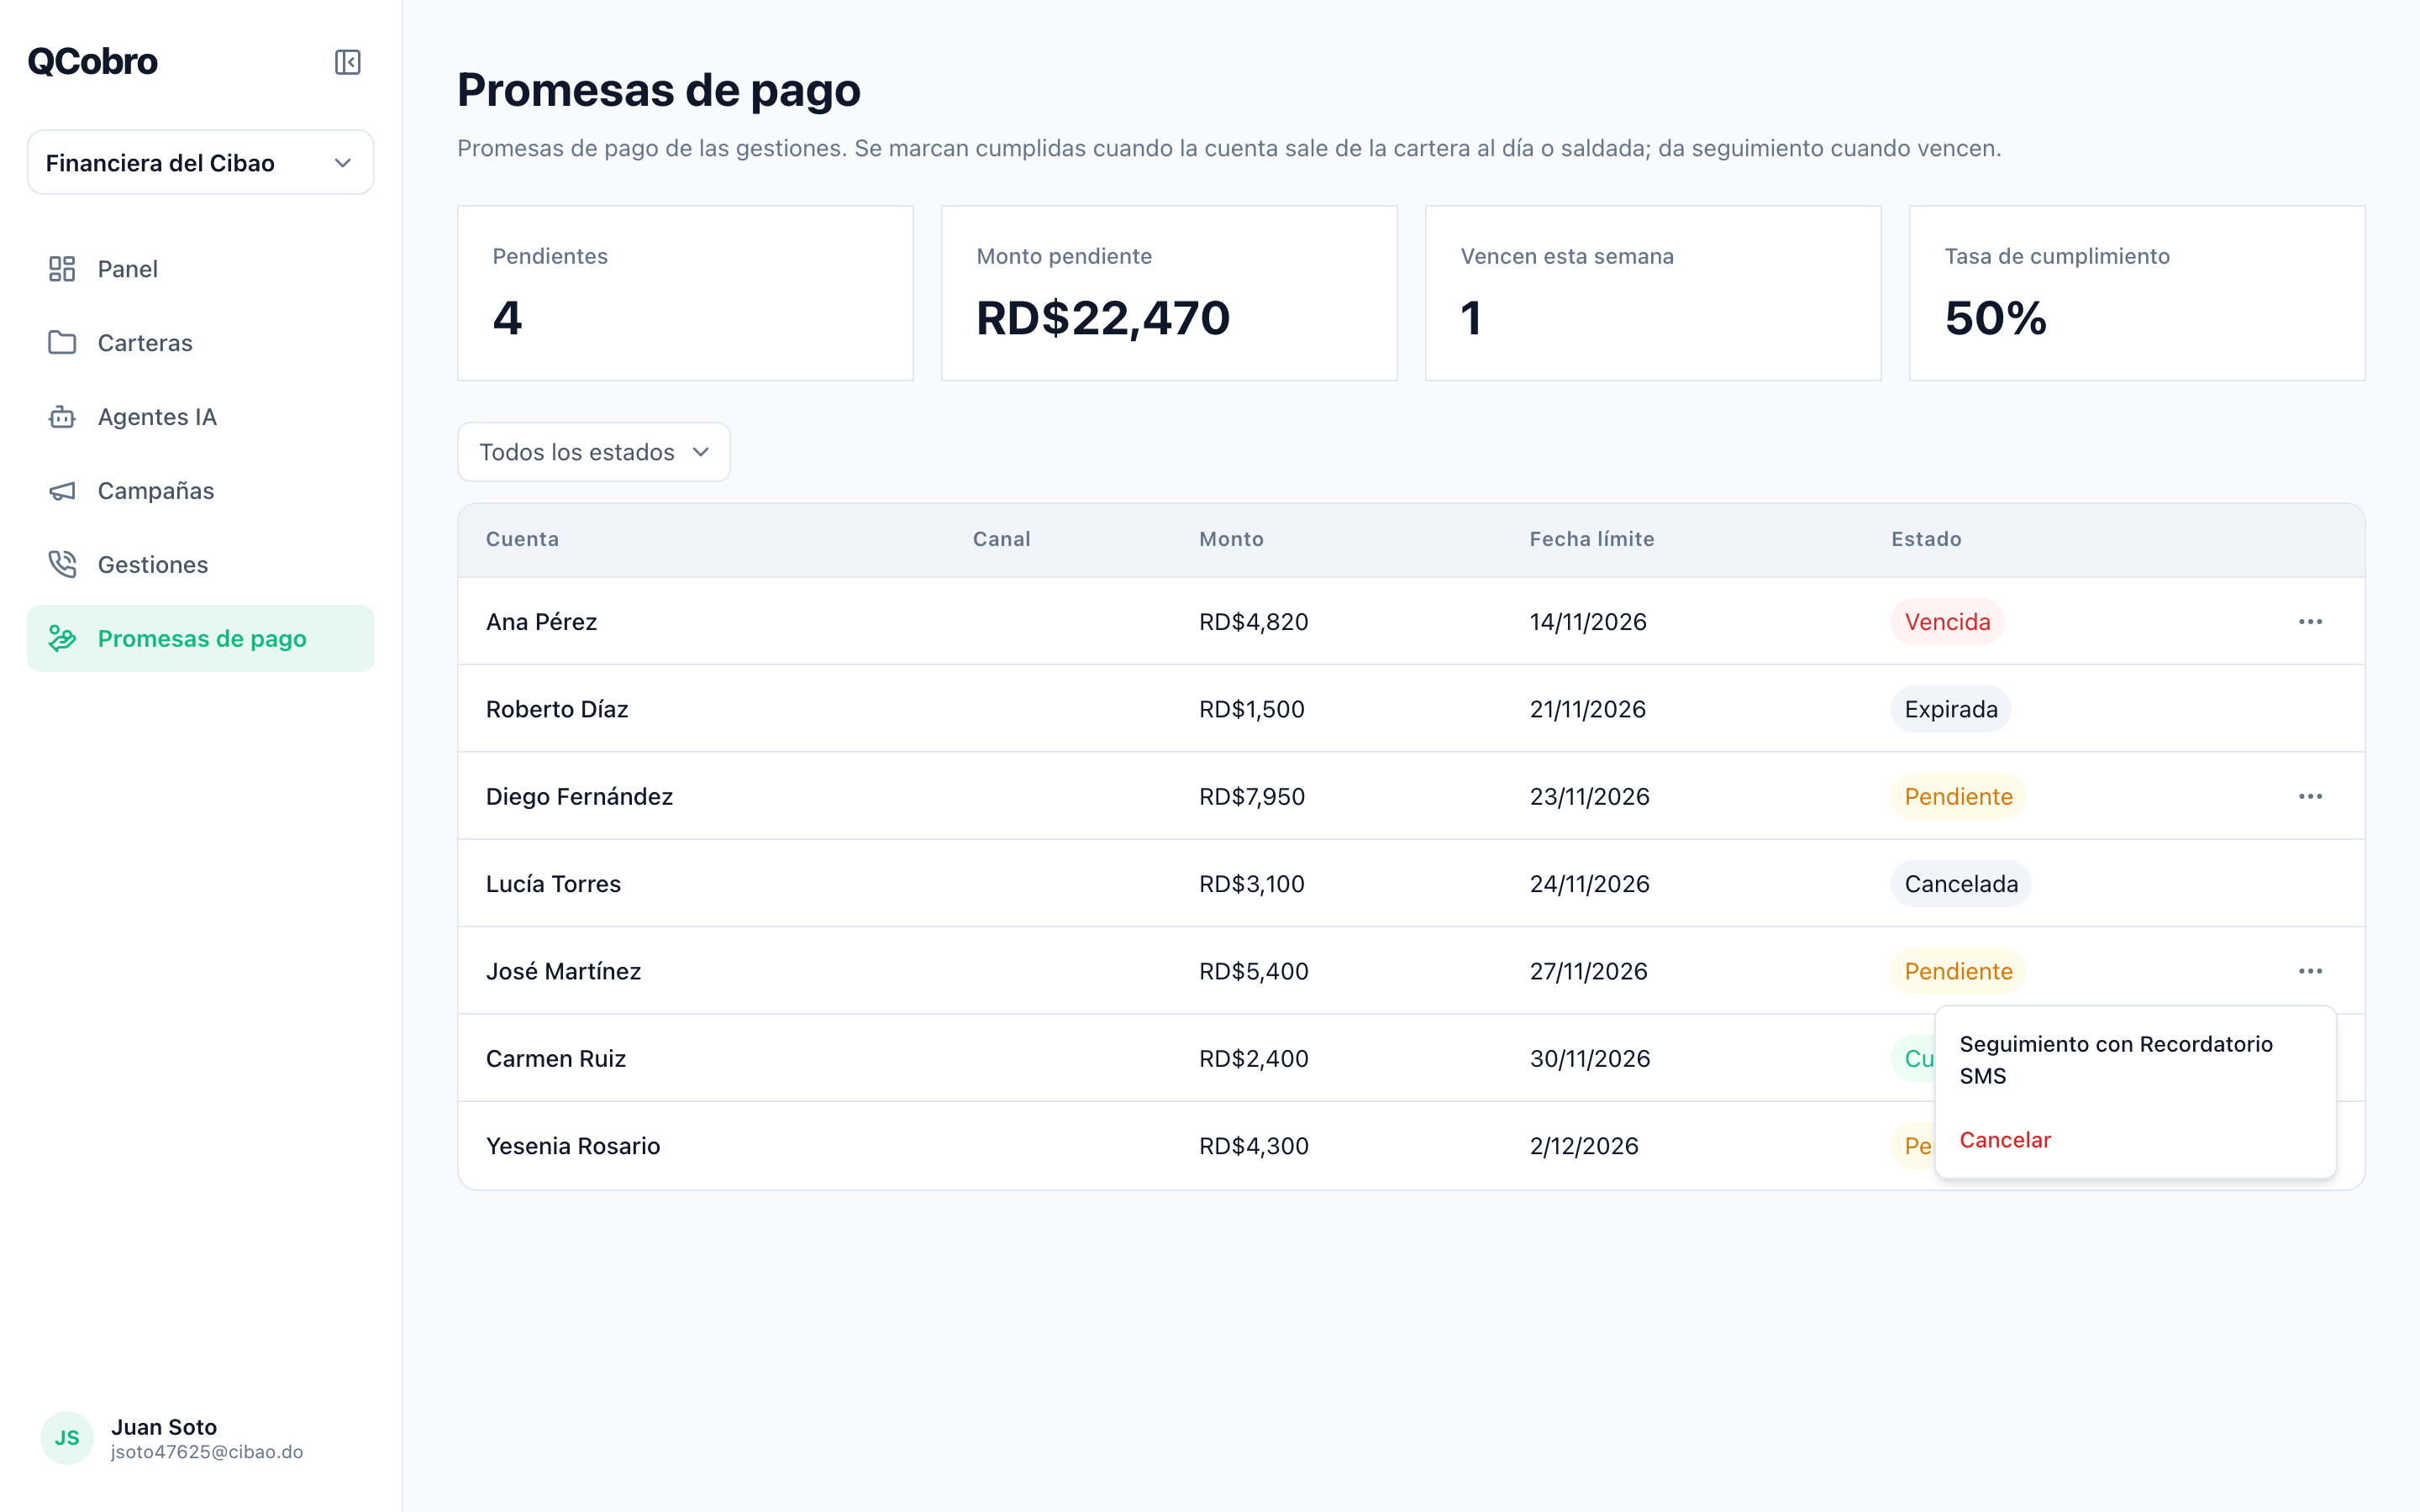 QCobro
Financiera del Cibao
Panel
Carteras
Agentes IA
Campañas
Gestiones
Promesas de pago
JS
Juan Soto
jsoto47625@cibao.do
Promesas de pago
Promesas de pago de las gestiones. Se marcan cumplidas cuando la cuenta sale de la cartera al día o saldada; da seguimiento cuando vencen.
Pendientes
4
Monto pendiente
RD$22,470
Vencen esta semana
1
Tasa de cumplimiento
50%
Todos los estados
Cuenta Canal Monto Fecha límite Estado
Ana Pérez RD$4,820 14/11/2026 Vencida
Roberto Díaz RD$1,500 21/11/2026 Expirada
Diego Fernández RD$7,950 23/11/2026 Pendiente
Lucía Torres RD$3,100 24/11/2026 Cancelada
José Martínez RD$5,400 27/11/2026 Pendiente
Carmen Ruiz RD$2,400 30/11/2026 Cu
Yesenia Rosario RD$4,300 2/12/2026 Pe
Seguimiento con Recordatorio
SMS
Cancelar